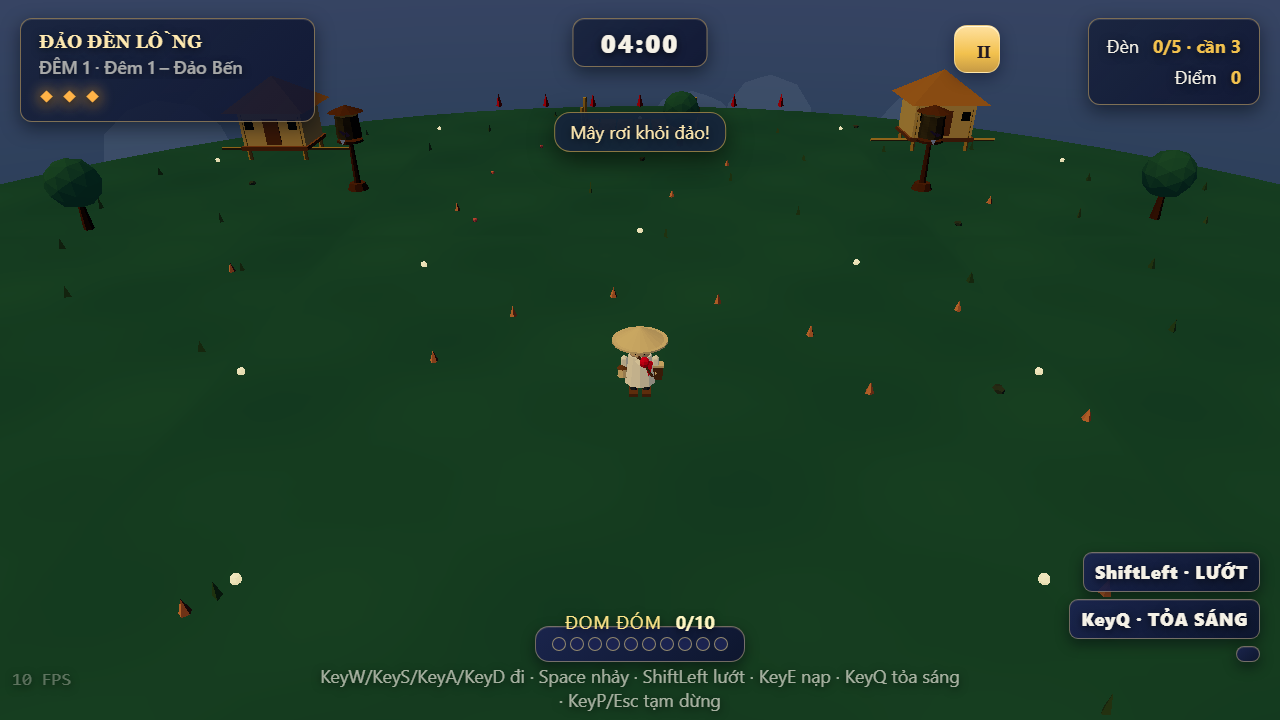 ĐẢO ĐÈN LỒNG
ĐÊM 1 · Đêm 1 – Đảo Bến
04:00
II
Đèn 0/5 · cần 3
Điểm 0
Mây rơi khỏi đảo!
ShiftLeft · LƯỚT
KeyQ · TỎA SÁNG
ĐOM ĐÓM 0/10
KeyW/KeyS/KeyA/KeyD đi · Space nhảy · ShiftLeft lướt · KeyE nạp · KeyQ tỏa sáng
· KeyP/Esc tạm dừng
10 FPS